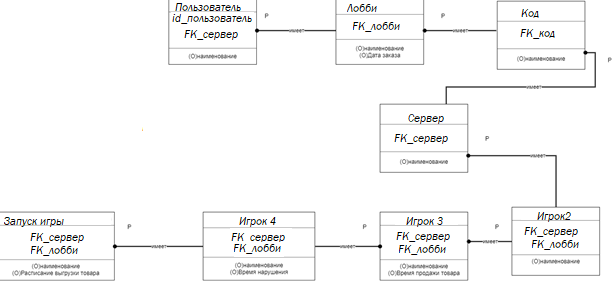 Пользователь
id_пользователь
FK_сервер
(О)наименование
Р
имеет
Лобби
FK_лобби
(О)наименование
(О)Дата заказа
Р
имеет
Код
FK_код
(О)наименование
Р
имеет
Сервер
FK_сервер
(О)наименование
Р
имеет
Запуск игры
FK_сервер
FK_лобби
(О)наименование
(О)Расписание выгрузки товара
Р
имеет
Игрок 4
FK_сервер
FK_лобби
(О)наименование
(О)Время нарушения
Р
имеет
Игрок 3
FK_сервер
FK_лобби
(О)наименование
(О)Время продажи товара
Р
имеет
Игрок2
FK_сервер
FK_лобби
(О)наименование